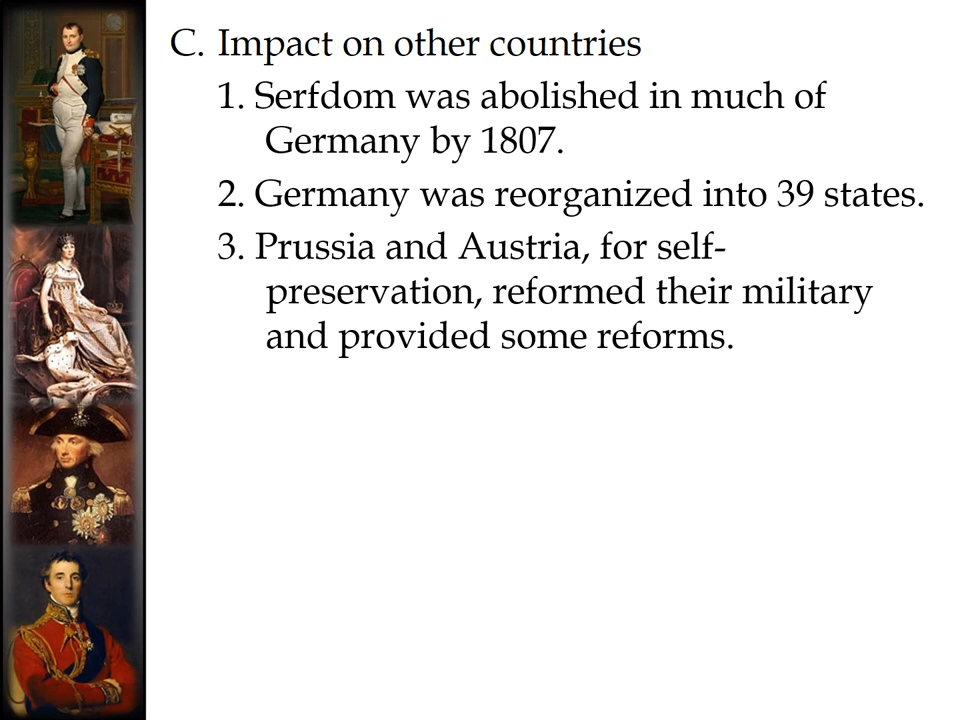 C. Impact on other countries
1. Serfdom was abolished in much of
Germany by 1807.
2. Germany was reorganized into 39 states.
3. Prussia and Austria, for self-
preservation, reformed their military
and provided some reforms.